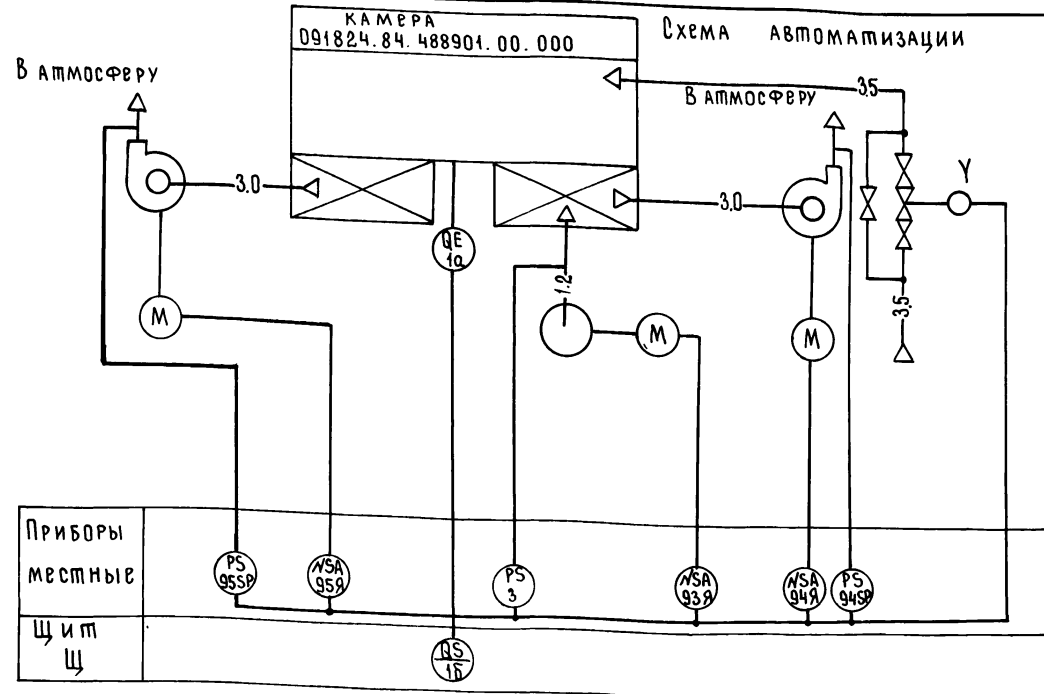 КАМЕРА
091824.84.488901.00.000
Схема автоматизации
В атмосферу
3,5
В атмосферу
Y
3.0
3.0
QE
1а
1.2
3,5
М
М
М
Приборы
местные
PS
95SP
NSA
95Я
PS
3
NSA
93Я
NSA
94Я
PS
94SP
Щит
Щ
QS
1б